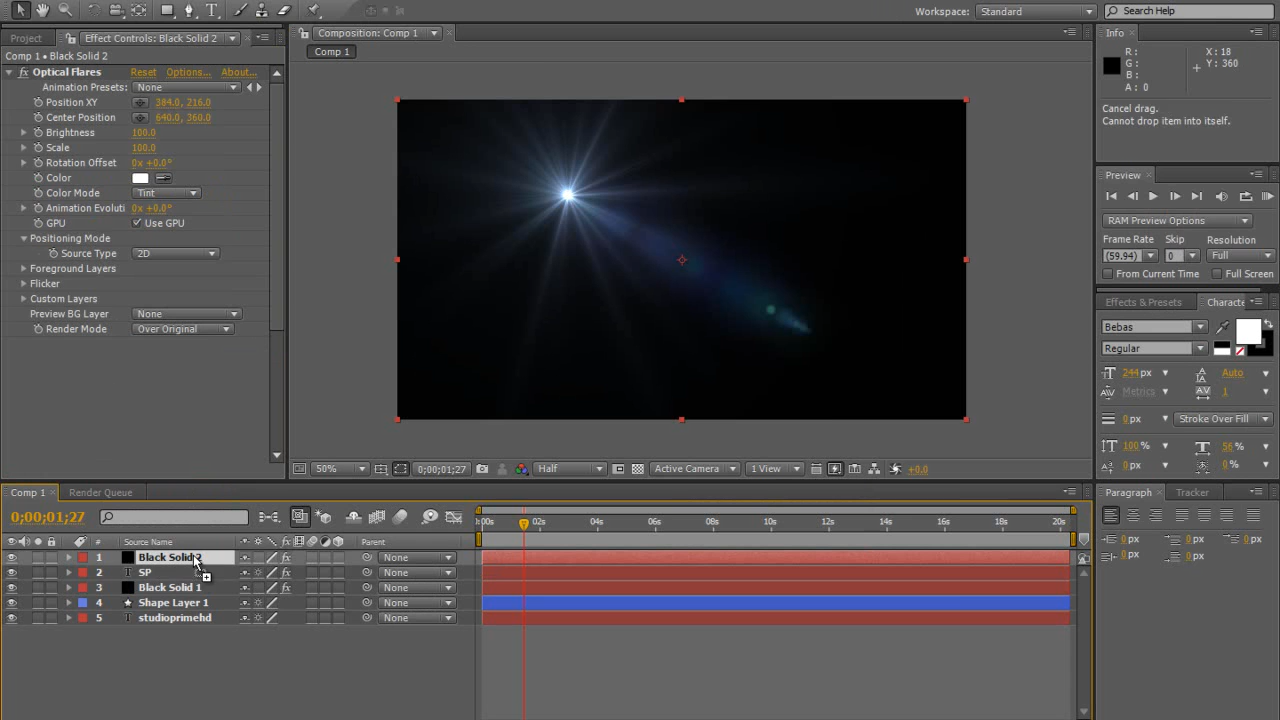 Workspace: Standard
Search Help
Project
Effect Controls: Black Solid 2
Comp 1 • Black Solid 2
fx Optical Flares Reset Options... About...
Animation Presets: None
Position XY 384.0, 216.0
Center Position 640.0, 360.0
Brightness 100.0
Scale 100.0
Rotation Offset 0x +0.0°
Color
Color Mode Tint
Animation Evoluti 0x +0.0°
GPU Use GPU
Positioning Mode
Source Type 2D
Foreground Layers
Flicker
Custom Layers
Preview BG Layer None
Render Mode Over Original
Composition: Comp 1
Comp 1
50%
0;00;01;27
Half
Active Camera
1 View
+0.0
Info
R:
G:
B:
A: 0
X: 18
Y: 360
Cancel drag.
Cannot drop item into itself.
Preview
RAM Preview Options
Frame Rate Skip Resolution
(59.94) 0 Full
From Current Time Full Screen
Effects & Presets Characte
Bebas
Regular
244 px Auto
Metrics 1
0 px Stroke Over Fill
100 % 56 %
0 px 0 %
Comp 1
Render Queue
0;00;01;27
# Source Name fx Parent
1 Black Solid 2 fx None
2 T SP fx None
3 Black Solid 1 fx None
4 Shape Layer 1 None
5 T studioprimehd None
:00s 02s 04s 06s 08s 10s 12s 14s 16s 18s 20s
Paragraph Tracker
0 px 0 px 0 px
0 px 0 px